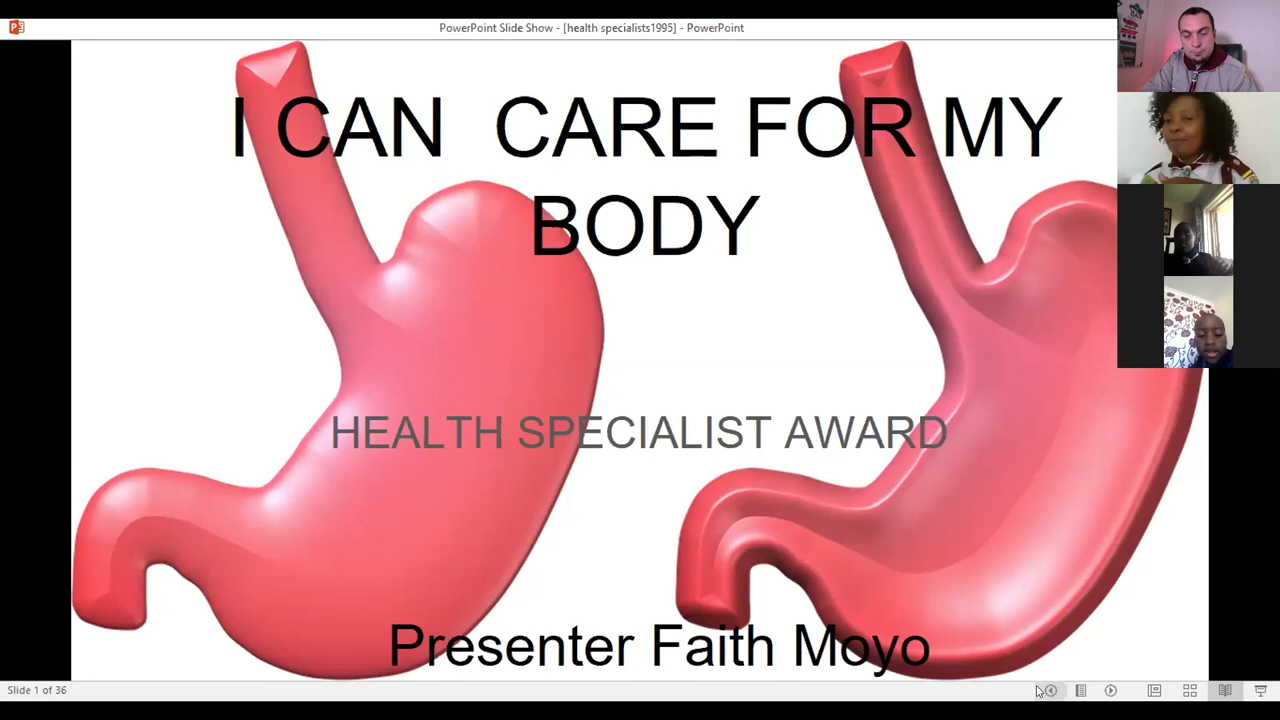 PowerPoint Slide Show - [health specialists1995] - PowerPoint
I CAN  CARE FOR MY
BODY
HEALTH SPECIALIST AWARD
Presenter Faith Moyo
Slide 1 of 36